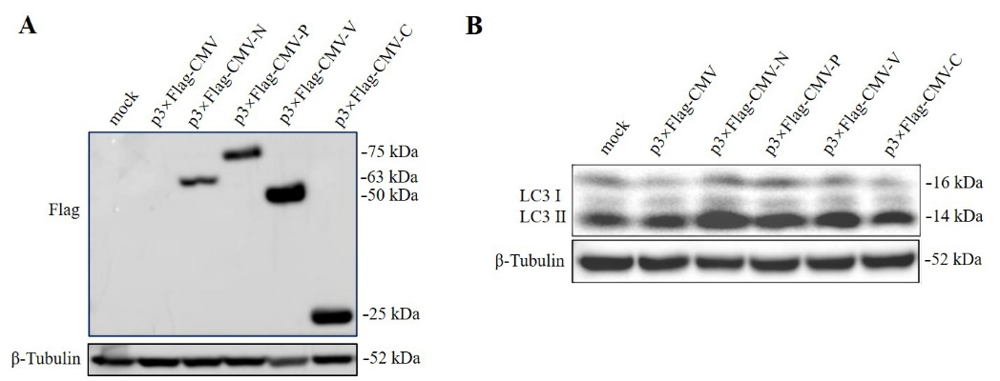 A
mock
p3×Flag-CMV
p3×Flag-CMV-N
p3×Flag-CMV-P
p3×Flag-CMV-V
p3×Flag-CMV-C
Flag
-75 kDa
-63 kDa
-50 kDa
-25 kDa
β-Tubulin
-52 kDa
B
mock
p3×Flag-CMV
p3×Flag-CMV-N
p3×Flag-CMV-P
p3×Flag-CMV-V
p3×Flag-CMV-C
-16 kDa
LC3 I
LC3 II
-14 kDa
β-Tubulin
-52 kDa